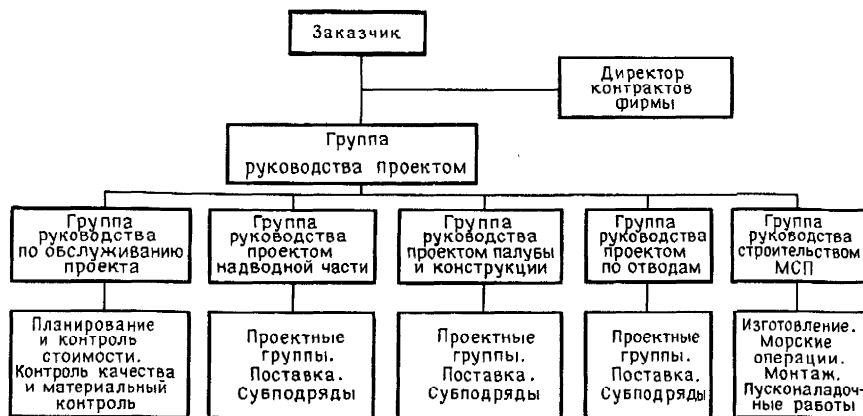 Заказчик
Директор
контрактов
фирмы
Группа
руководства проектом
Группа
руководства
по обслуживанию
проекта
Группа
руководства
проектом
надводной части
Группа
руководства
проектом палубы
и конструкции
Группа
руководства
проектом
по отводам
Группа
руководства
строительством
МСП
Планирование
и контроль
стоимости.
Контроль качества
и материальный
контроль
Проектные
группы.
Поставка.
Субподряды
Проектные
группы.
Поставка.
Субподряды
Проектные
группы.
Поставка.
Субподряды
Изготовление.
Морские
операции.
Монтаж.
Пусконаладоч-
ные работы